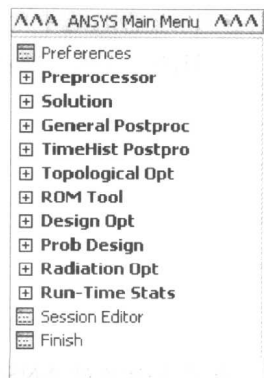 ANSYS Main Menu
Preferences
Preprocessor
Solution
General Postproc
TimeHist Postpro
Topological Opt
ROM Tool
Design Opt
Prob Design
Radiation Opt
Run-Time Stats
Session Editor
Finish